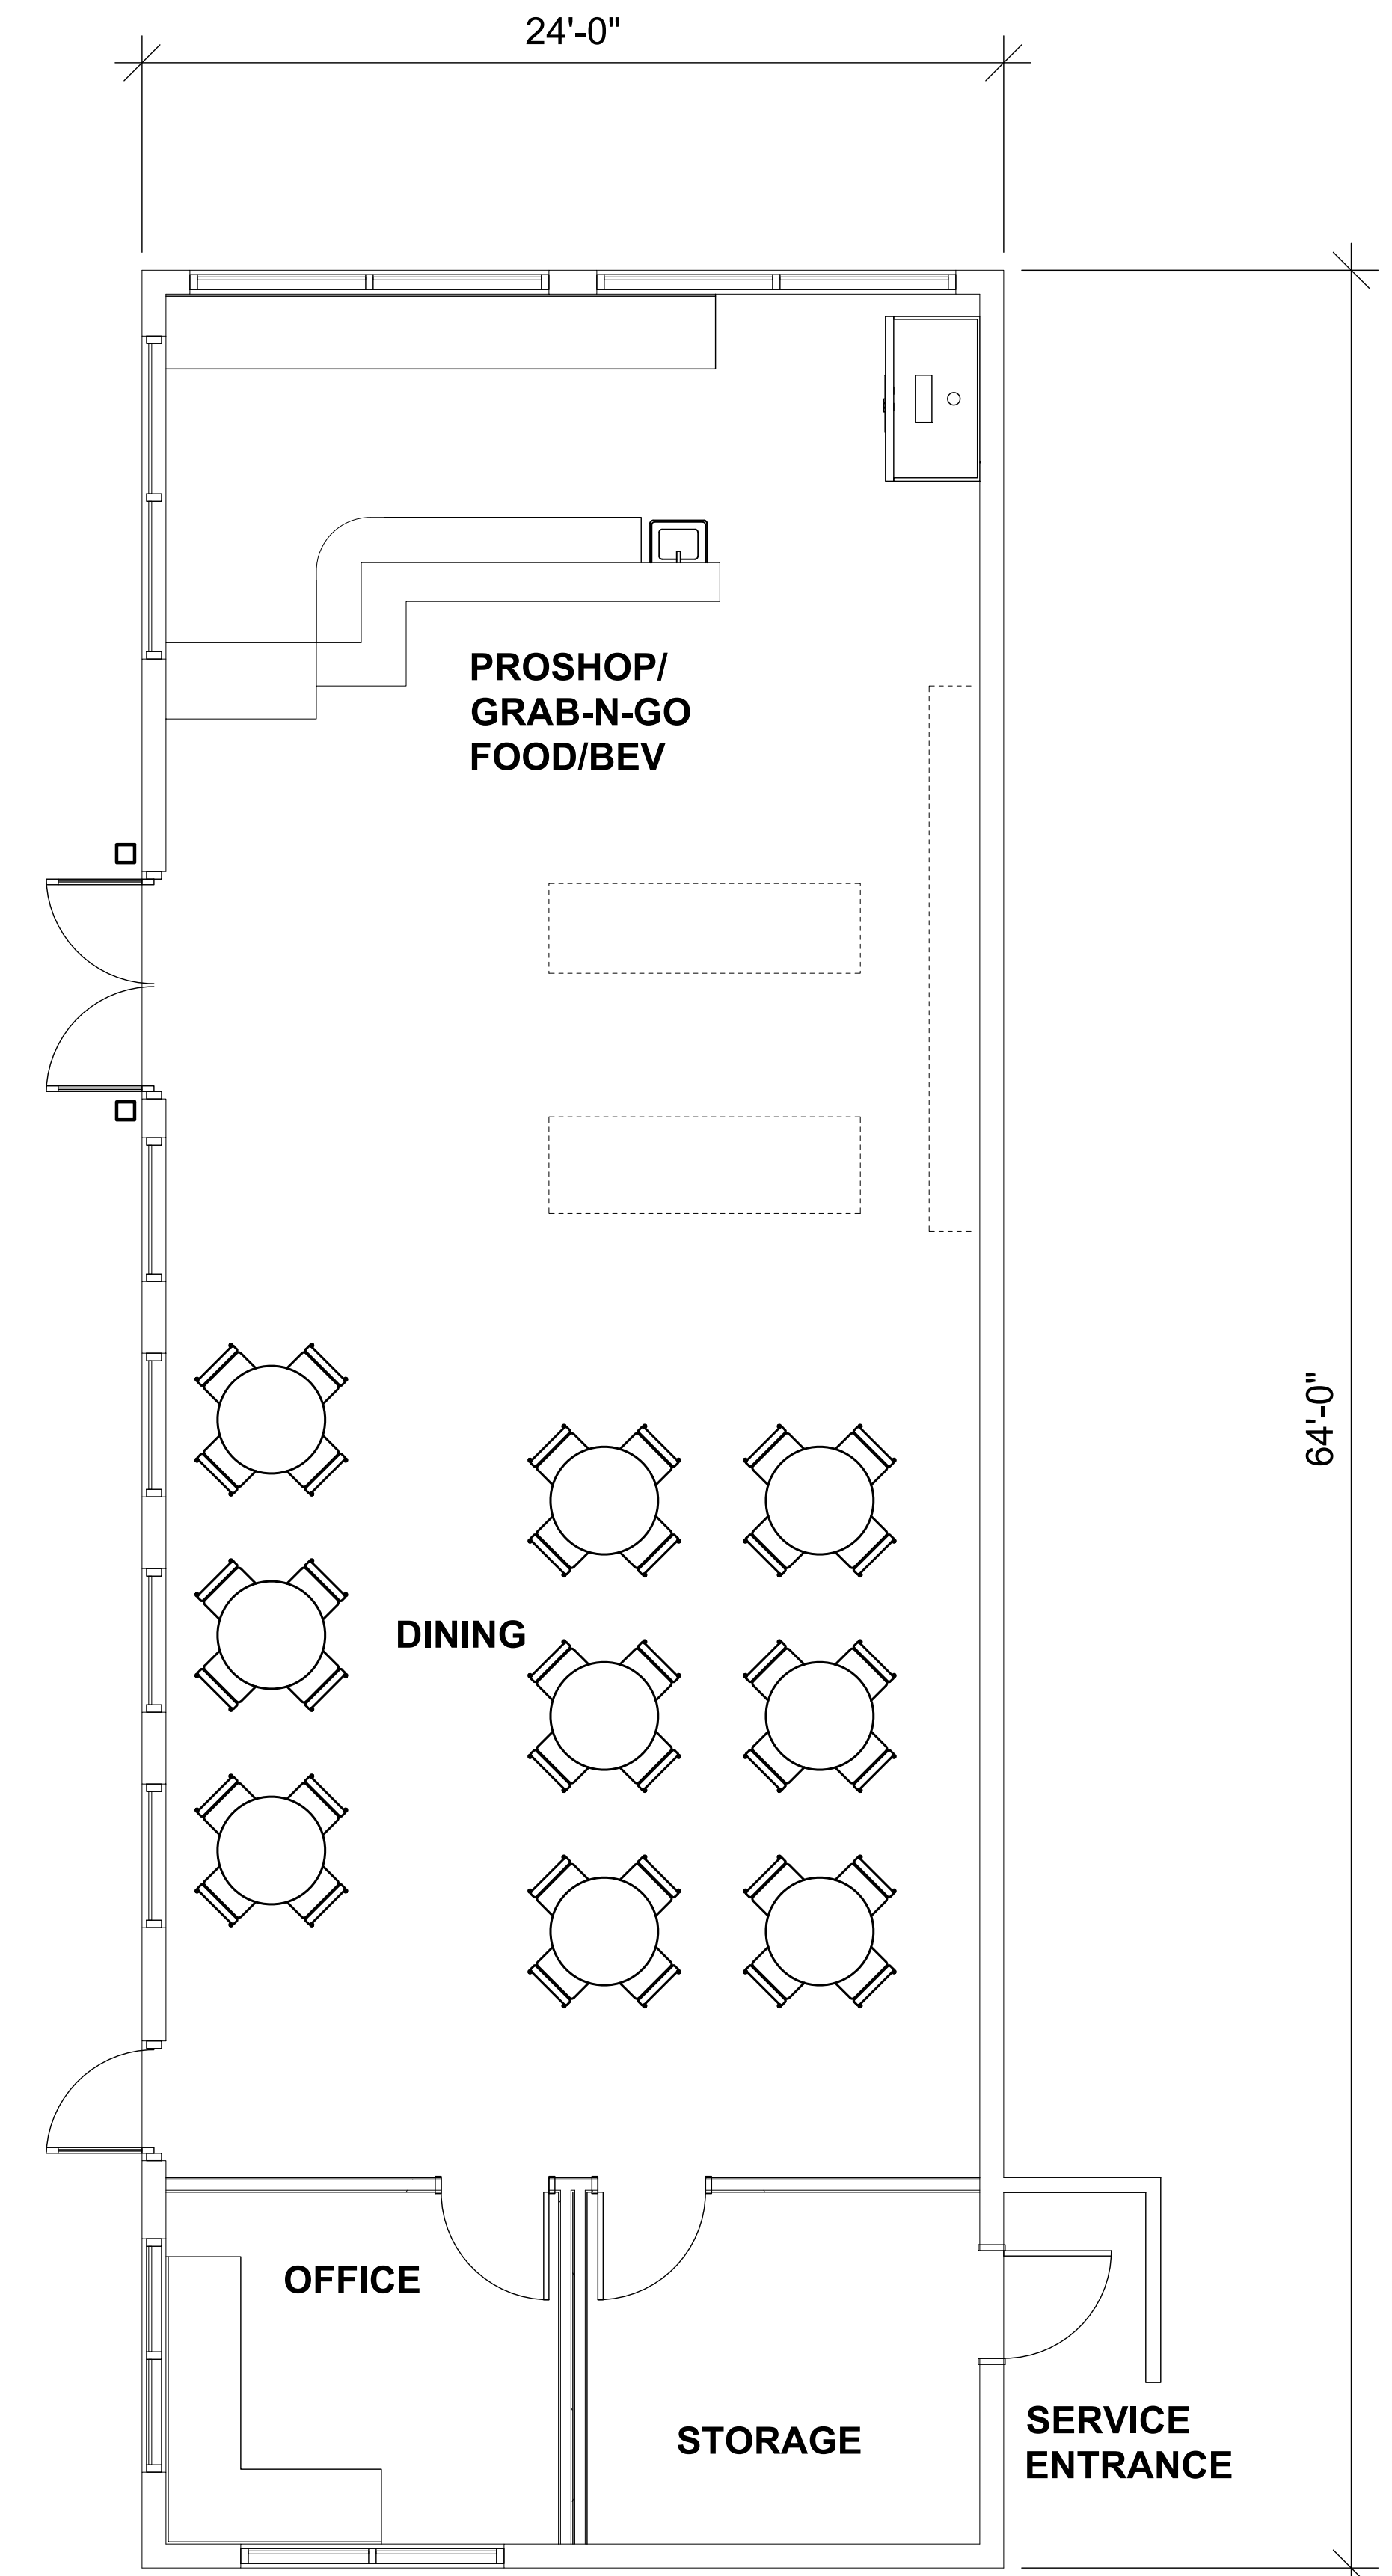 24'-0"
PROSHOP/
GRAB-N-GO
FOOD/BEV
64'-0"
DINING
OFFICE
STORAGE
SERVICE
ENTRANCE